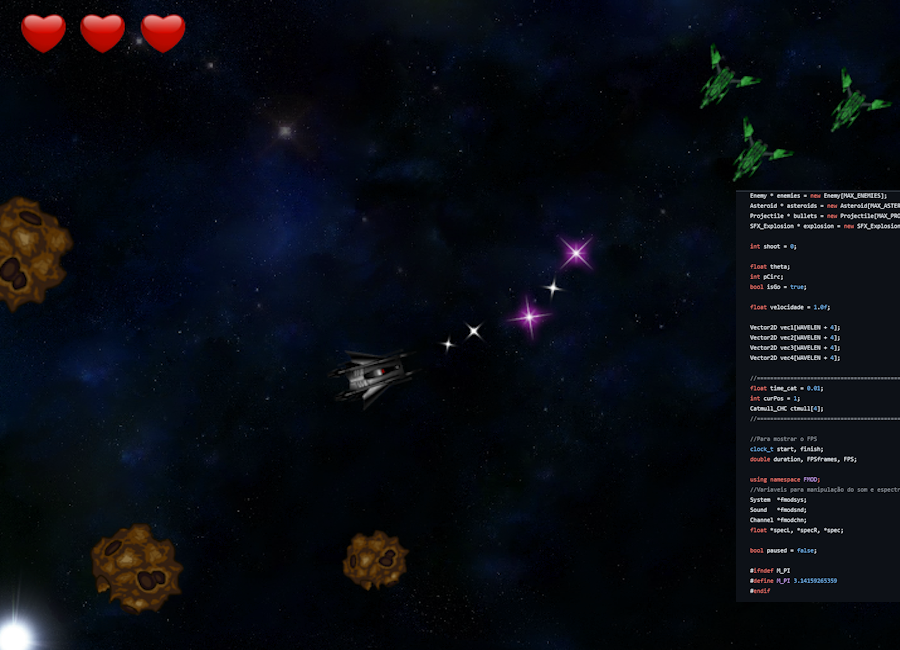 Enemy * enemies = new Enemy[MAX_ENEMIES];
Asteroid * asteroids = new Asteroid[MAX_ASTER
Projectile * bullets = new Projectile[MAX_PRO
SFX_Explosion * explosion = new SFX_Explosion
int shoot = 0;
float theta;
int pCirc;
bool isGo = true;
float velocidade = 1.0f;
Vector2D vec1[WAVELEN + 4];
Vector2D vec2[WAVELEN + 4];
Vector2D vec3[WAVELEN + 4];
Vector2D vec4[WAVELEN + 4];
//===========================================
float time_cat = 0.01;
int curPos = 1;
Catmull_CHC ctmull[4];
//===========================================
//Para mostrar o FPS
clock_t start, finish;
double duration, FPSframes, FPS;
using namespace FMOD;
//Variaveis para manipulação do som e espectr
System  *fmodsys;
Sound   *fmodsnd;
Channel *fmodchn;
float *specL, *specR, *spec;
bool paused = false;
#ifndef M_PI
#define M_PI 3.14159265359
#endif